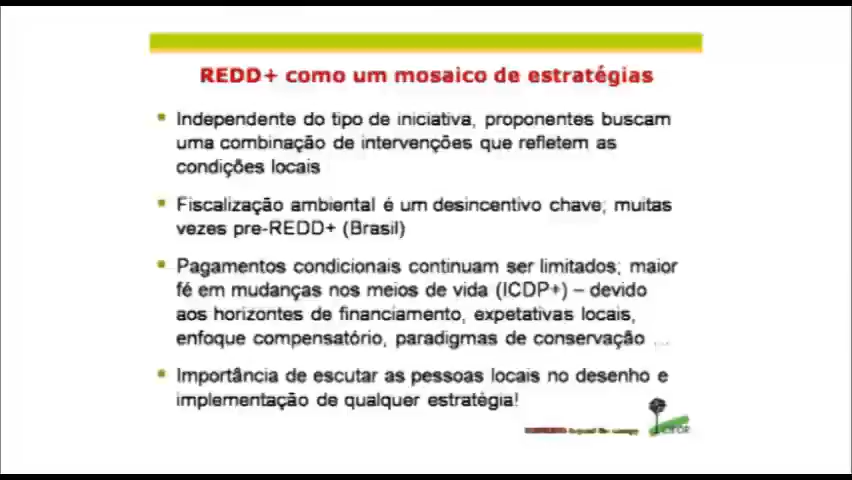 REDD+ como um mosaico de estratégias
Independente do tipo de iniciativa, proponentes buscam
uma combinação de intervenções que refletem as
condições locais
Fiscalização ambiental é um desincentivo chave; muitas
vezes pre-REDD+ (Brasil)
Pagamentos condicionais continuam ser limitados; maior
fé em mudanças nos meios de vida (ICDP+) – devido
aos horizontes de financiamento, expetativas locais,
enfoque compensatório, paradigmas de conservação ...
Importância de escutar as pessoas locais no desenho e
implementação de qualquer estratégia!
CIFOR